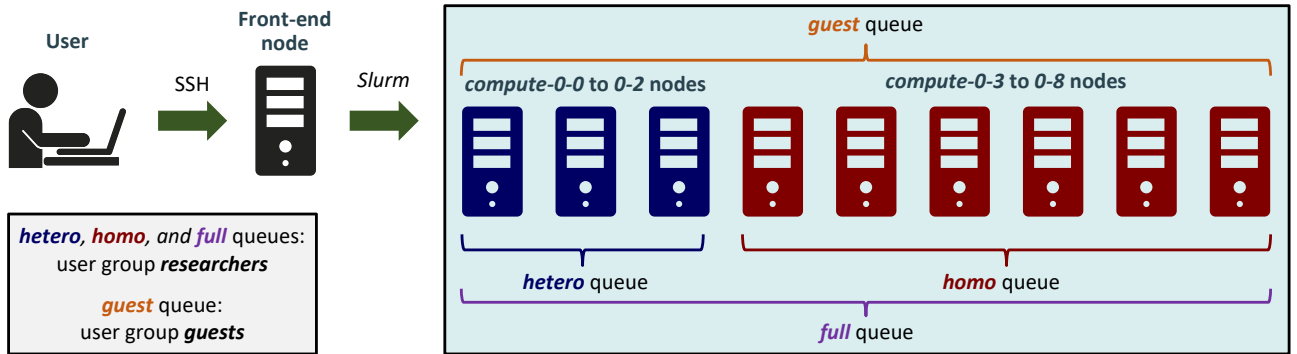 User
Front-end
node
SSH
Slurm
guest queue
compute-0-0 to 0-2 nodes
compute-0-3 to 0-8 nodes
hetero queue
homo queue
full queue
hetero, homo, and full queues:
user group researchers
guest queue:
user group guests